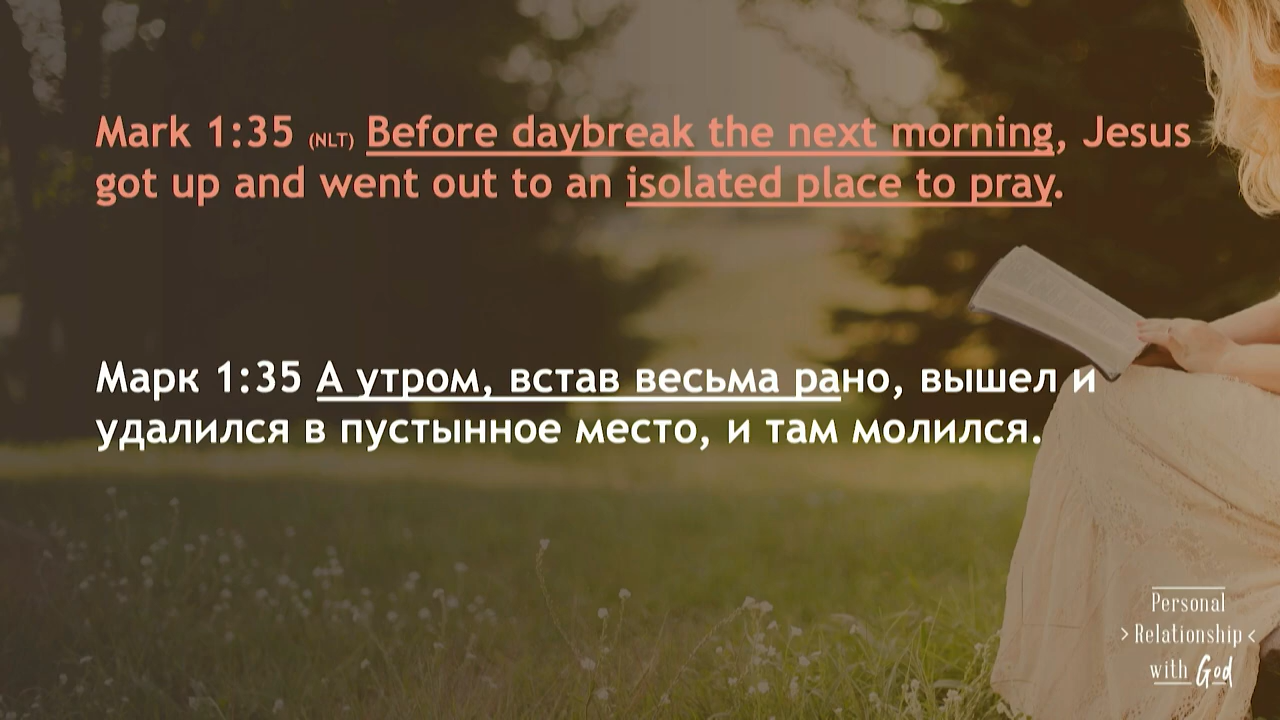 Mark 1:35 (NLT) Before daybreak the next morning, Jesus
got up and went out to an isolated place to pray.
Марк 1:35 А утром, встав весьма рано, вышел и
удалился в пустынное место, и там молился.
Personal
> Relationship <
with God